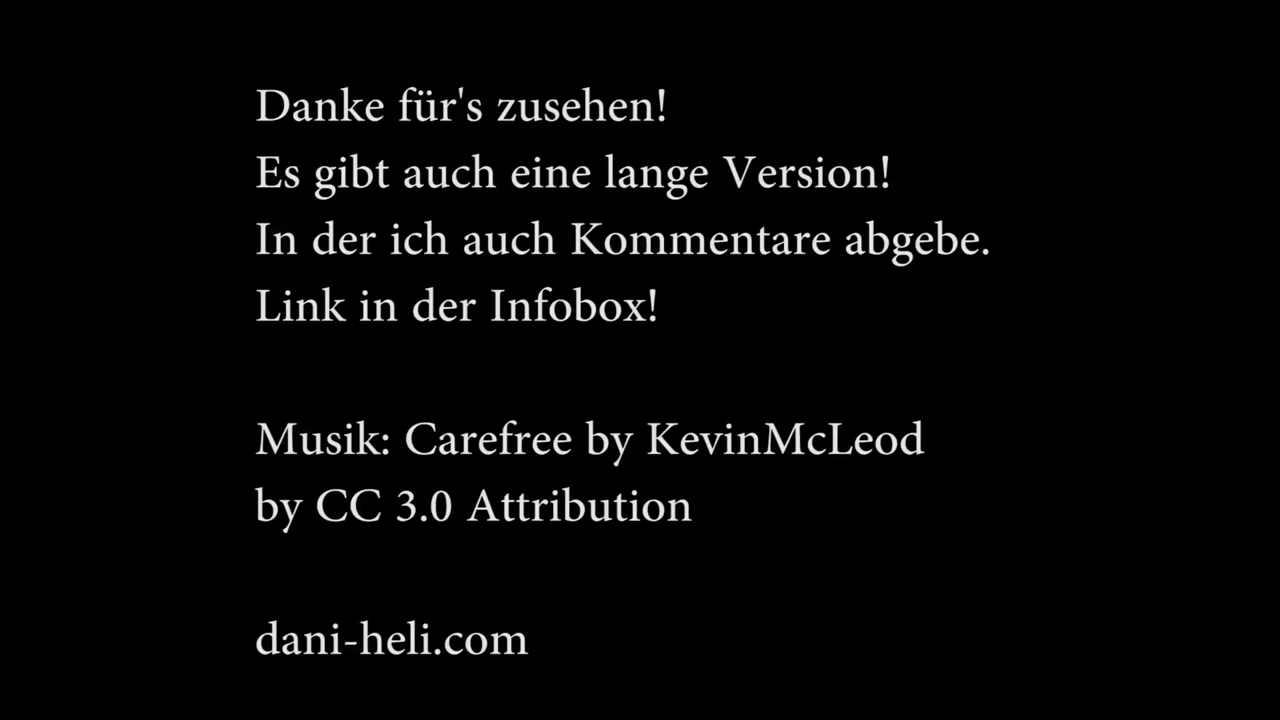 Danke für's zusehen!
Es gibt auch eine lange Version!
In der ich auch Kommentare abgebe.
Link in der Infobox!
Musik: Carefree by KevinMcLeod
by CC 3.0 Attribution
dani-heli.com